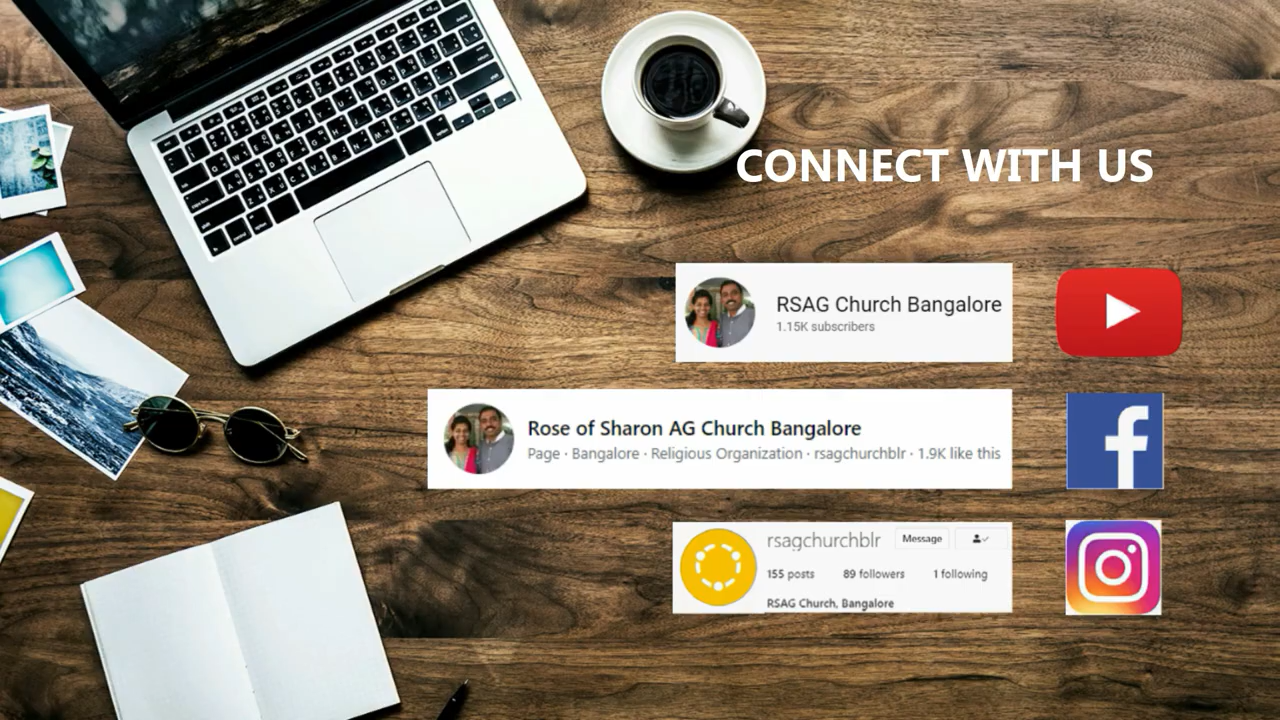 CONNECT WITH US
RSAG Church Bangalore
1.15K subscribers
Rose of Sharon AG Church Bangalore
Page · Bangalore · Religious Organization · rsagchurchblr · 1.9K like this
rsagchurchblr Message
155 posts 89 followers 1 following
RSAG Church, Bangalore